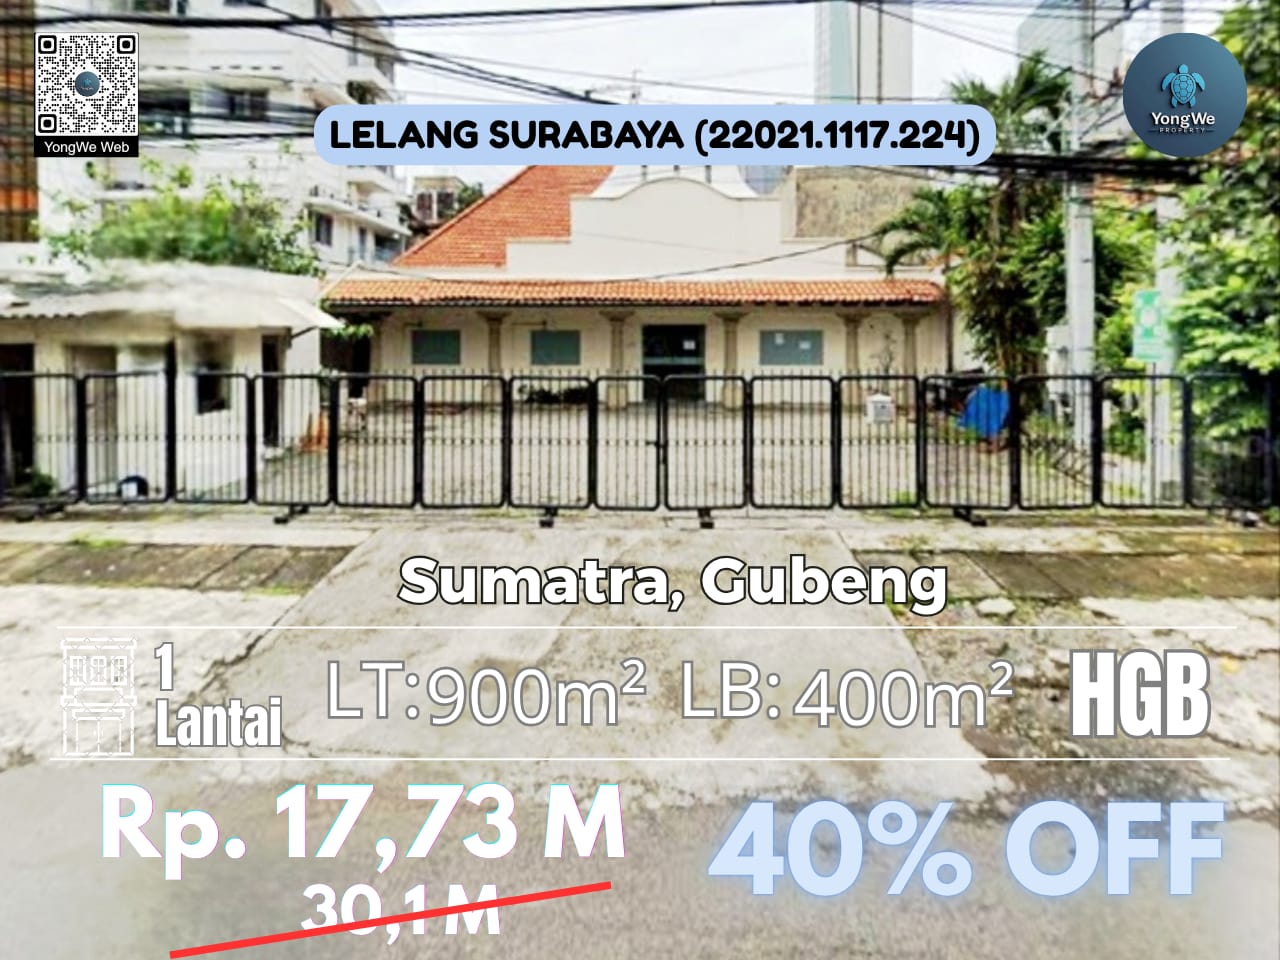 YongWe Web
LELANG SURABAYA (22021.1117.224)
YongWe
PROPERTY
Sumatra, Gubeng
1
Lantai
LT: 900m²
LB: 400m²
HGB
Rp. 17,73 M
30,1 M
40% OFF